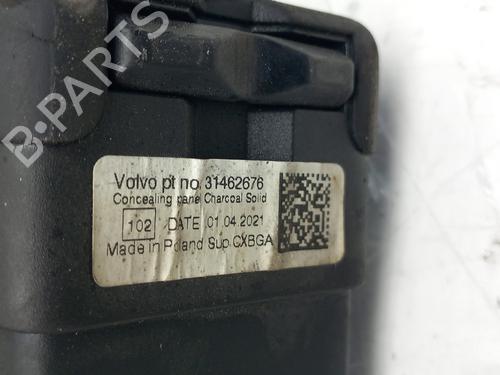 B-PARTS
Volvo pt no. 31462676
Concealing panel Charcoal Solid
102 DATE 01.04.2021
Made in Poland Sup.CXBGA